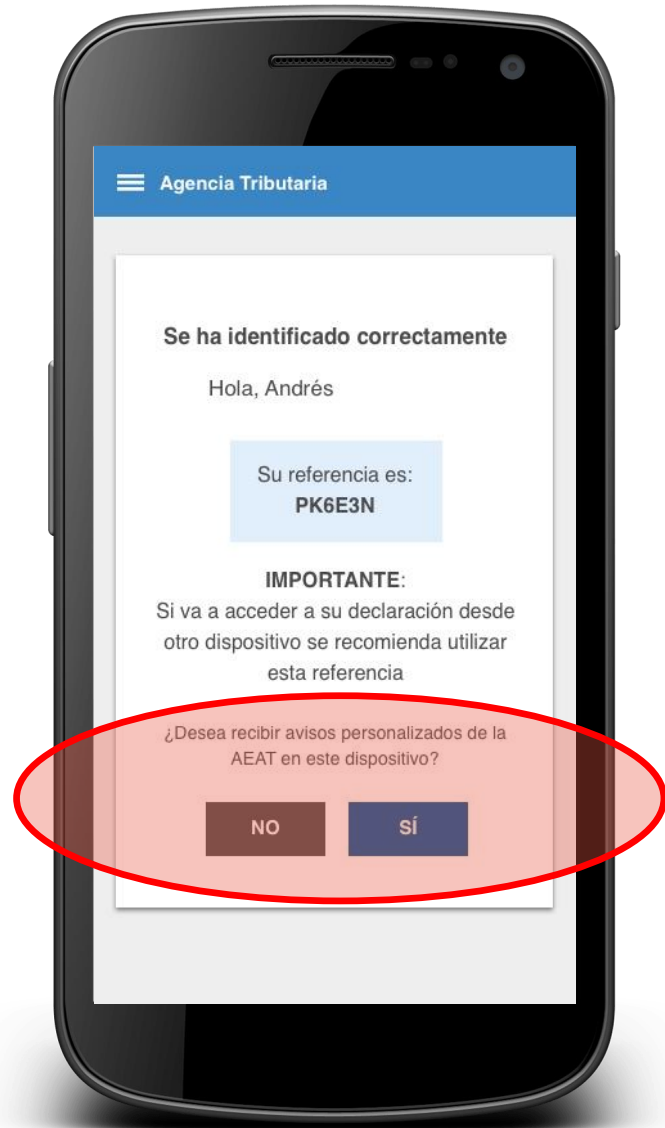 Agencia Tributaria
Se ha identificado correctamente
Hola, Andrés
Su referencia es:
PK6E3N
IMPORTANTE:
Si va a acceder a su declaración desde
otro dispositivo se recomienda utilizar
esta referencia
¿Desea recibir avisos personalizados de la
AEAT en este dispositivo?
NO SÍ